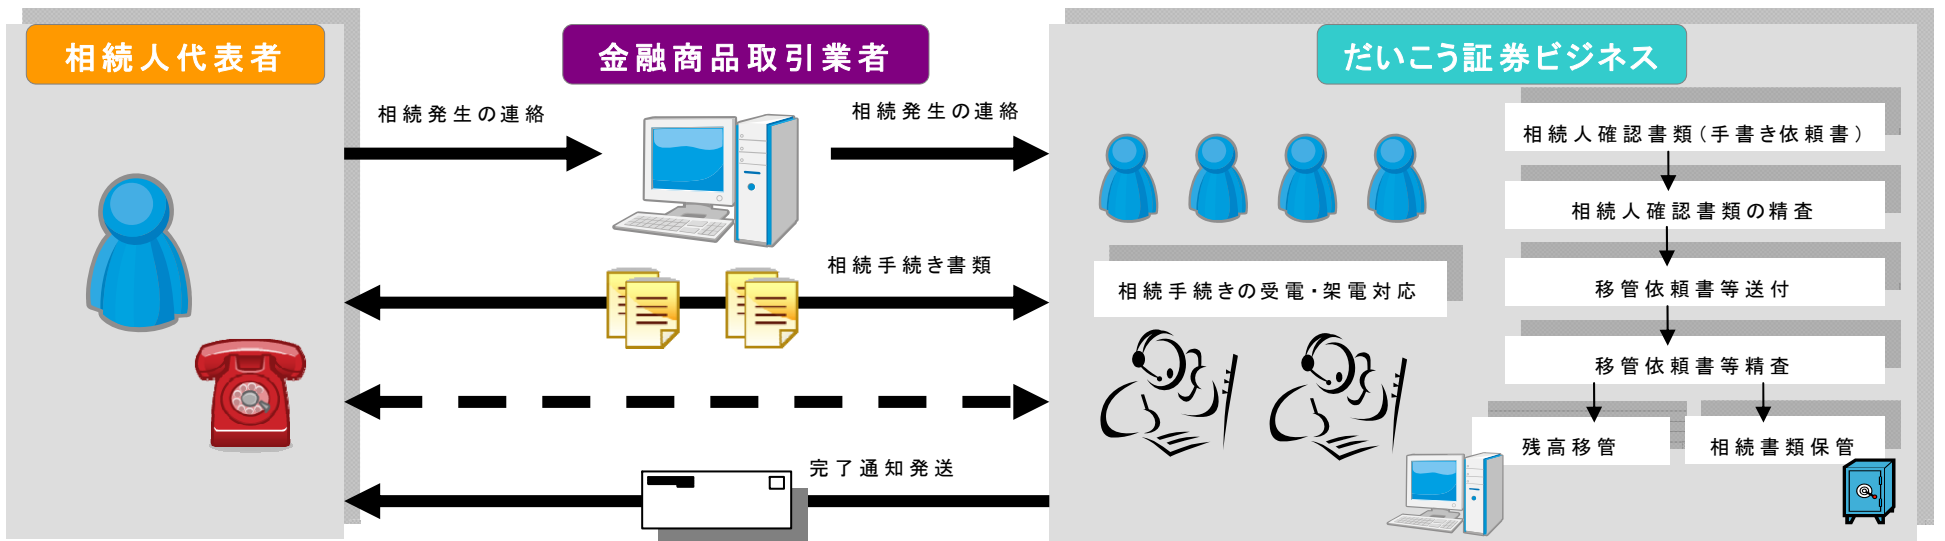 相続人代表者
金融商品取引業者
だいこう証券ビジネス
相続発生の連絡
相続発生の連絡
相続人確認書類（手書き依頼書）
相続人確認書類の精査
相続手続き書類
相続手続きの受電・架電対応
移管依頼書等送付
移管依頼書等精査
残高移管
相続書類保管
完了通知発送